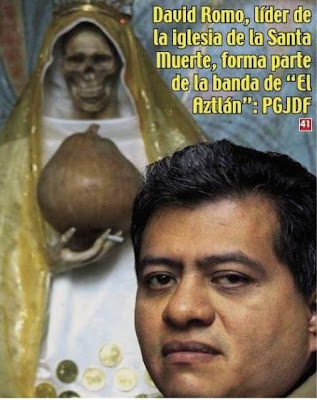 David Romo, líder de
la iglesia de la Santa
Muerte, forma parte
de la banda de “El
Aztlán”: PGJDF
41